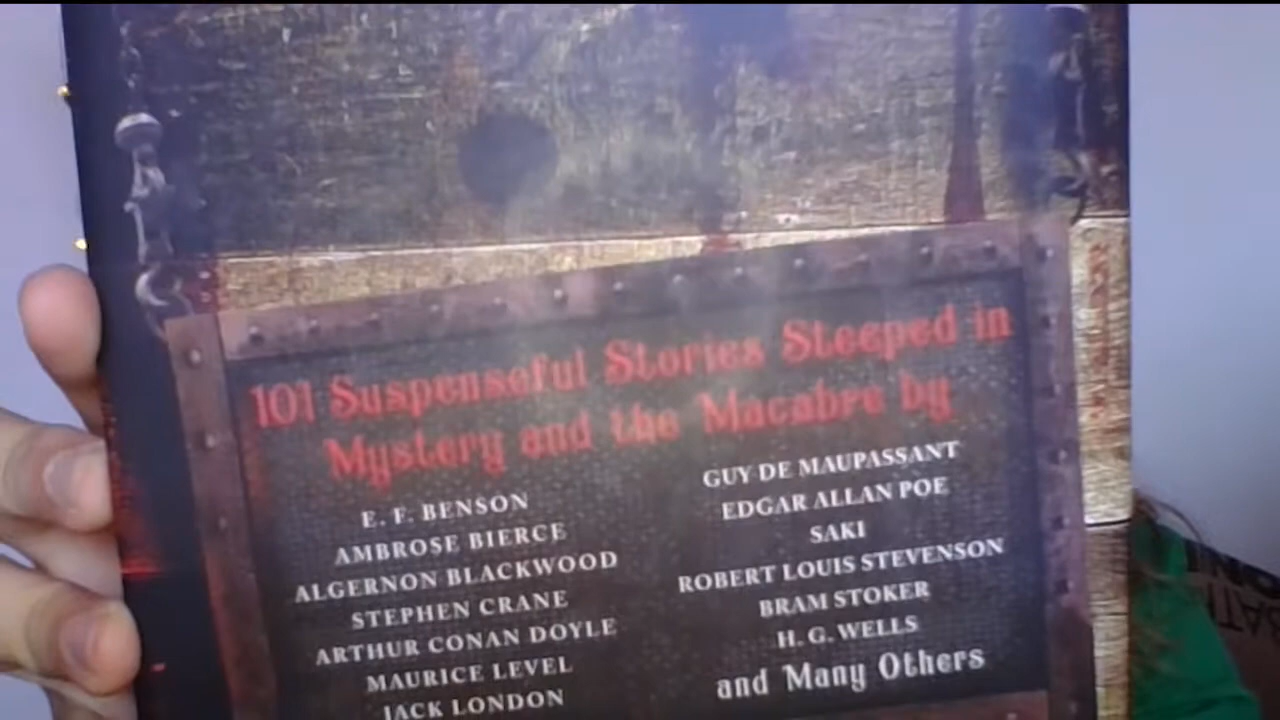 101 Suspenseful Stories Steeped in
Mystery and the Macabre by
E. F. BENSON
AMBROSE BIERCE
ALGERNON BLACKWOOD
STEPHEN CRANE
ARTHUR CONAN DOYLE
MAURICE LEVEL
JACK LONDON
GUY DE MAUPASSANT
EDGAR ALLAN POE
SAKI
ROBERT LOUIS STEVENSON
BRAM STOKER
H. G. WELLS
and Many Others